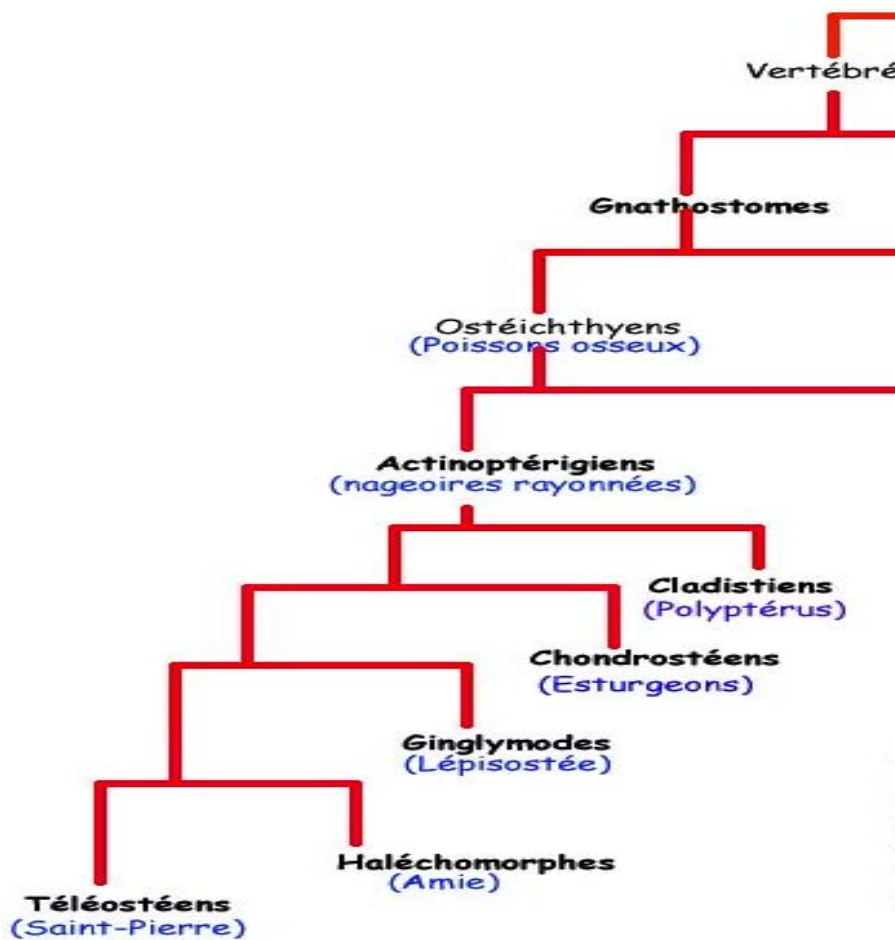 Vertébré
Gnathostomes
Ostéichthyens
(Poissons osseux)
Actinoptérigiens
(nageoires rayonnées)
Cladistiens
(Polyptérus)
Chondrostéens
(Esturgeons)
Ginglymodes
(Lépisostée)
Haléchomorphes
(Amie)
Téléostéens
(Saint-Pierre)